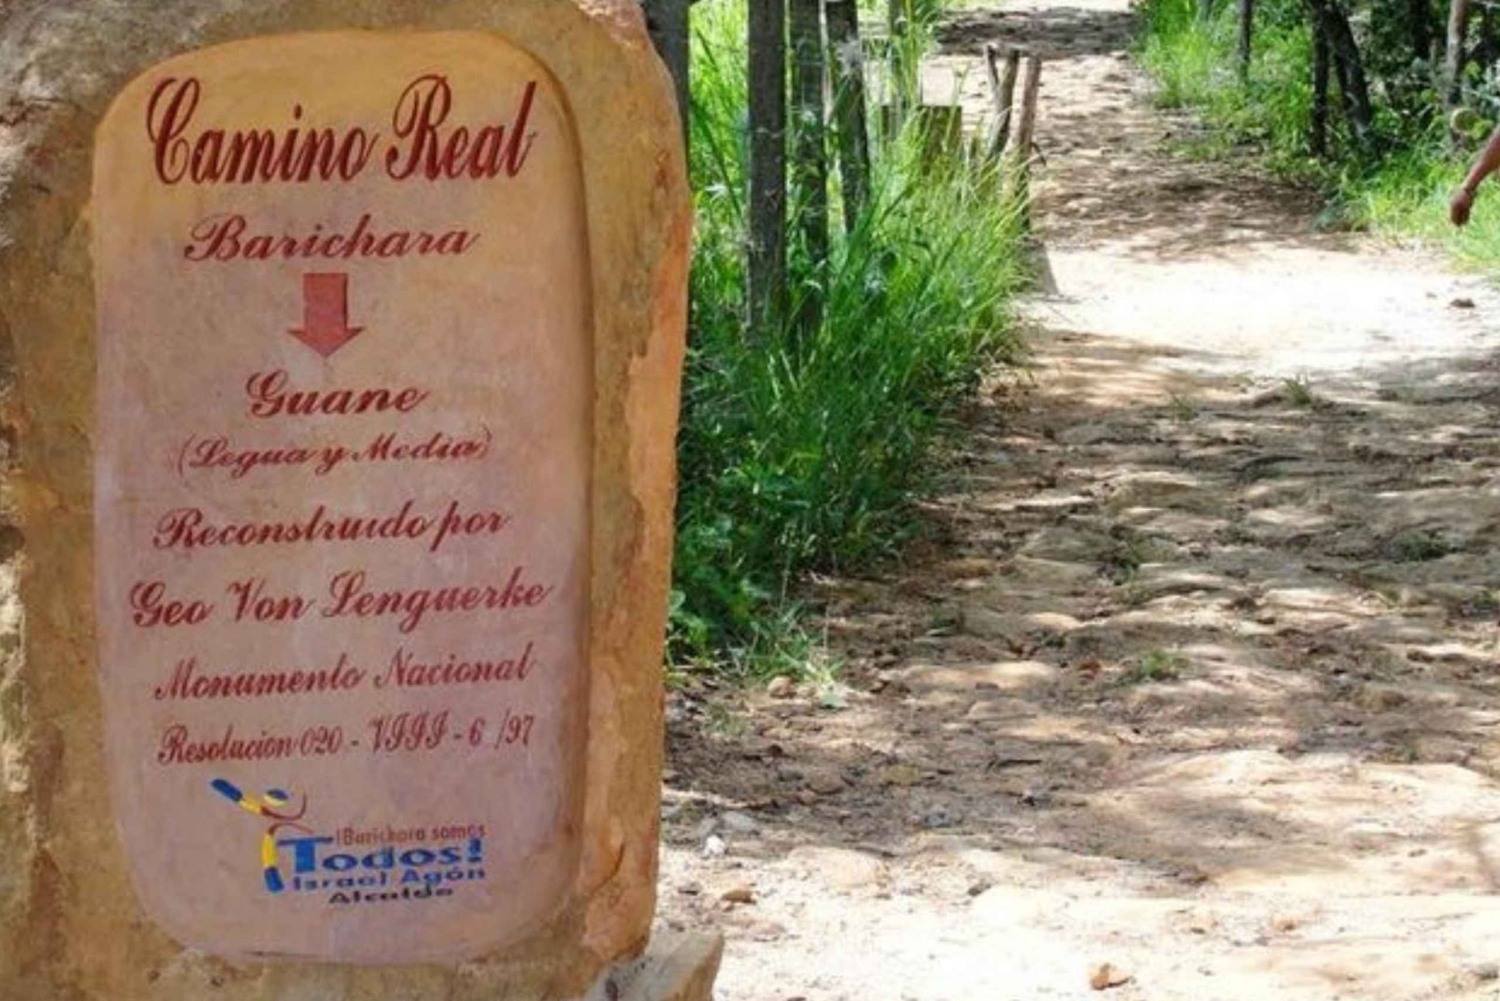 Camino Real
Barichara
Guane
(Legua y Media)
Reconstruido por
Geo Von Lenguerke
Monumento Nacional
Resolucion 020 - VIII - 6 /97
¡Barichara somos
Todos!
Israel Agón
Alcalde